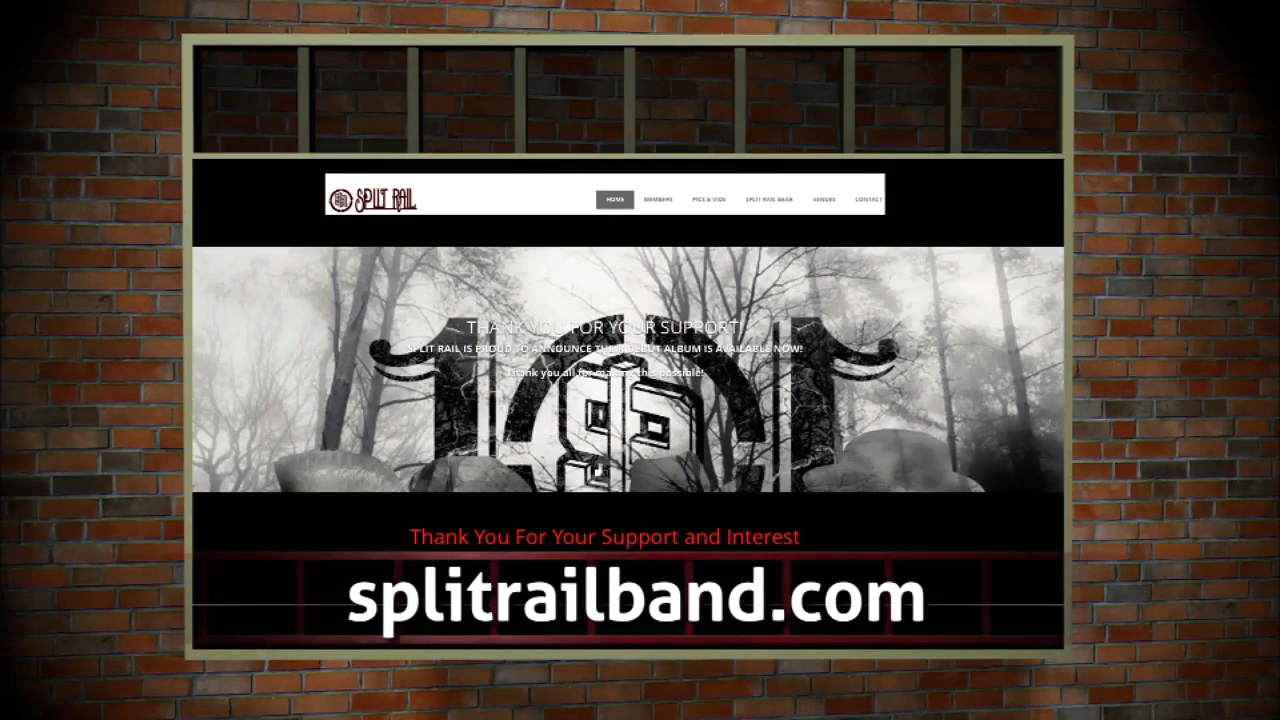 SPLIT RAIL
HOME MEMBERS PICS & VIDS SPLIT RAIL GEAR VENUES CONTACT
THANK YOU FOR YOUR SUPPORT!
SPLIT RAIL IS PROUD TO ANNOUNCE THEIR DEBUT ALBUM IS AVAILABLE NOW!
Thank you all for making this possible!
Thank You For Your Support and Interest
splitrailband.com